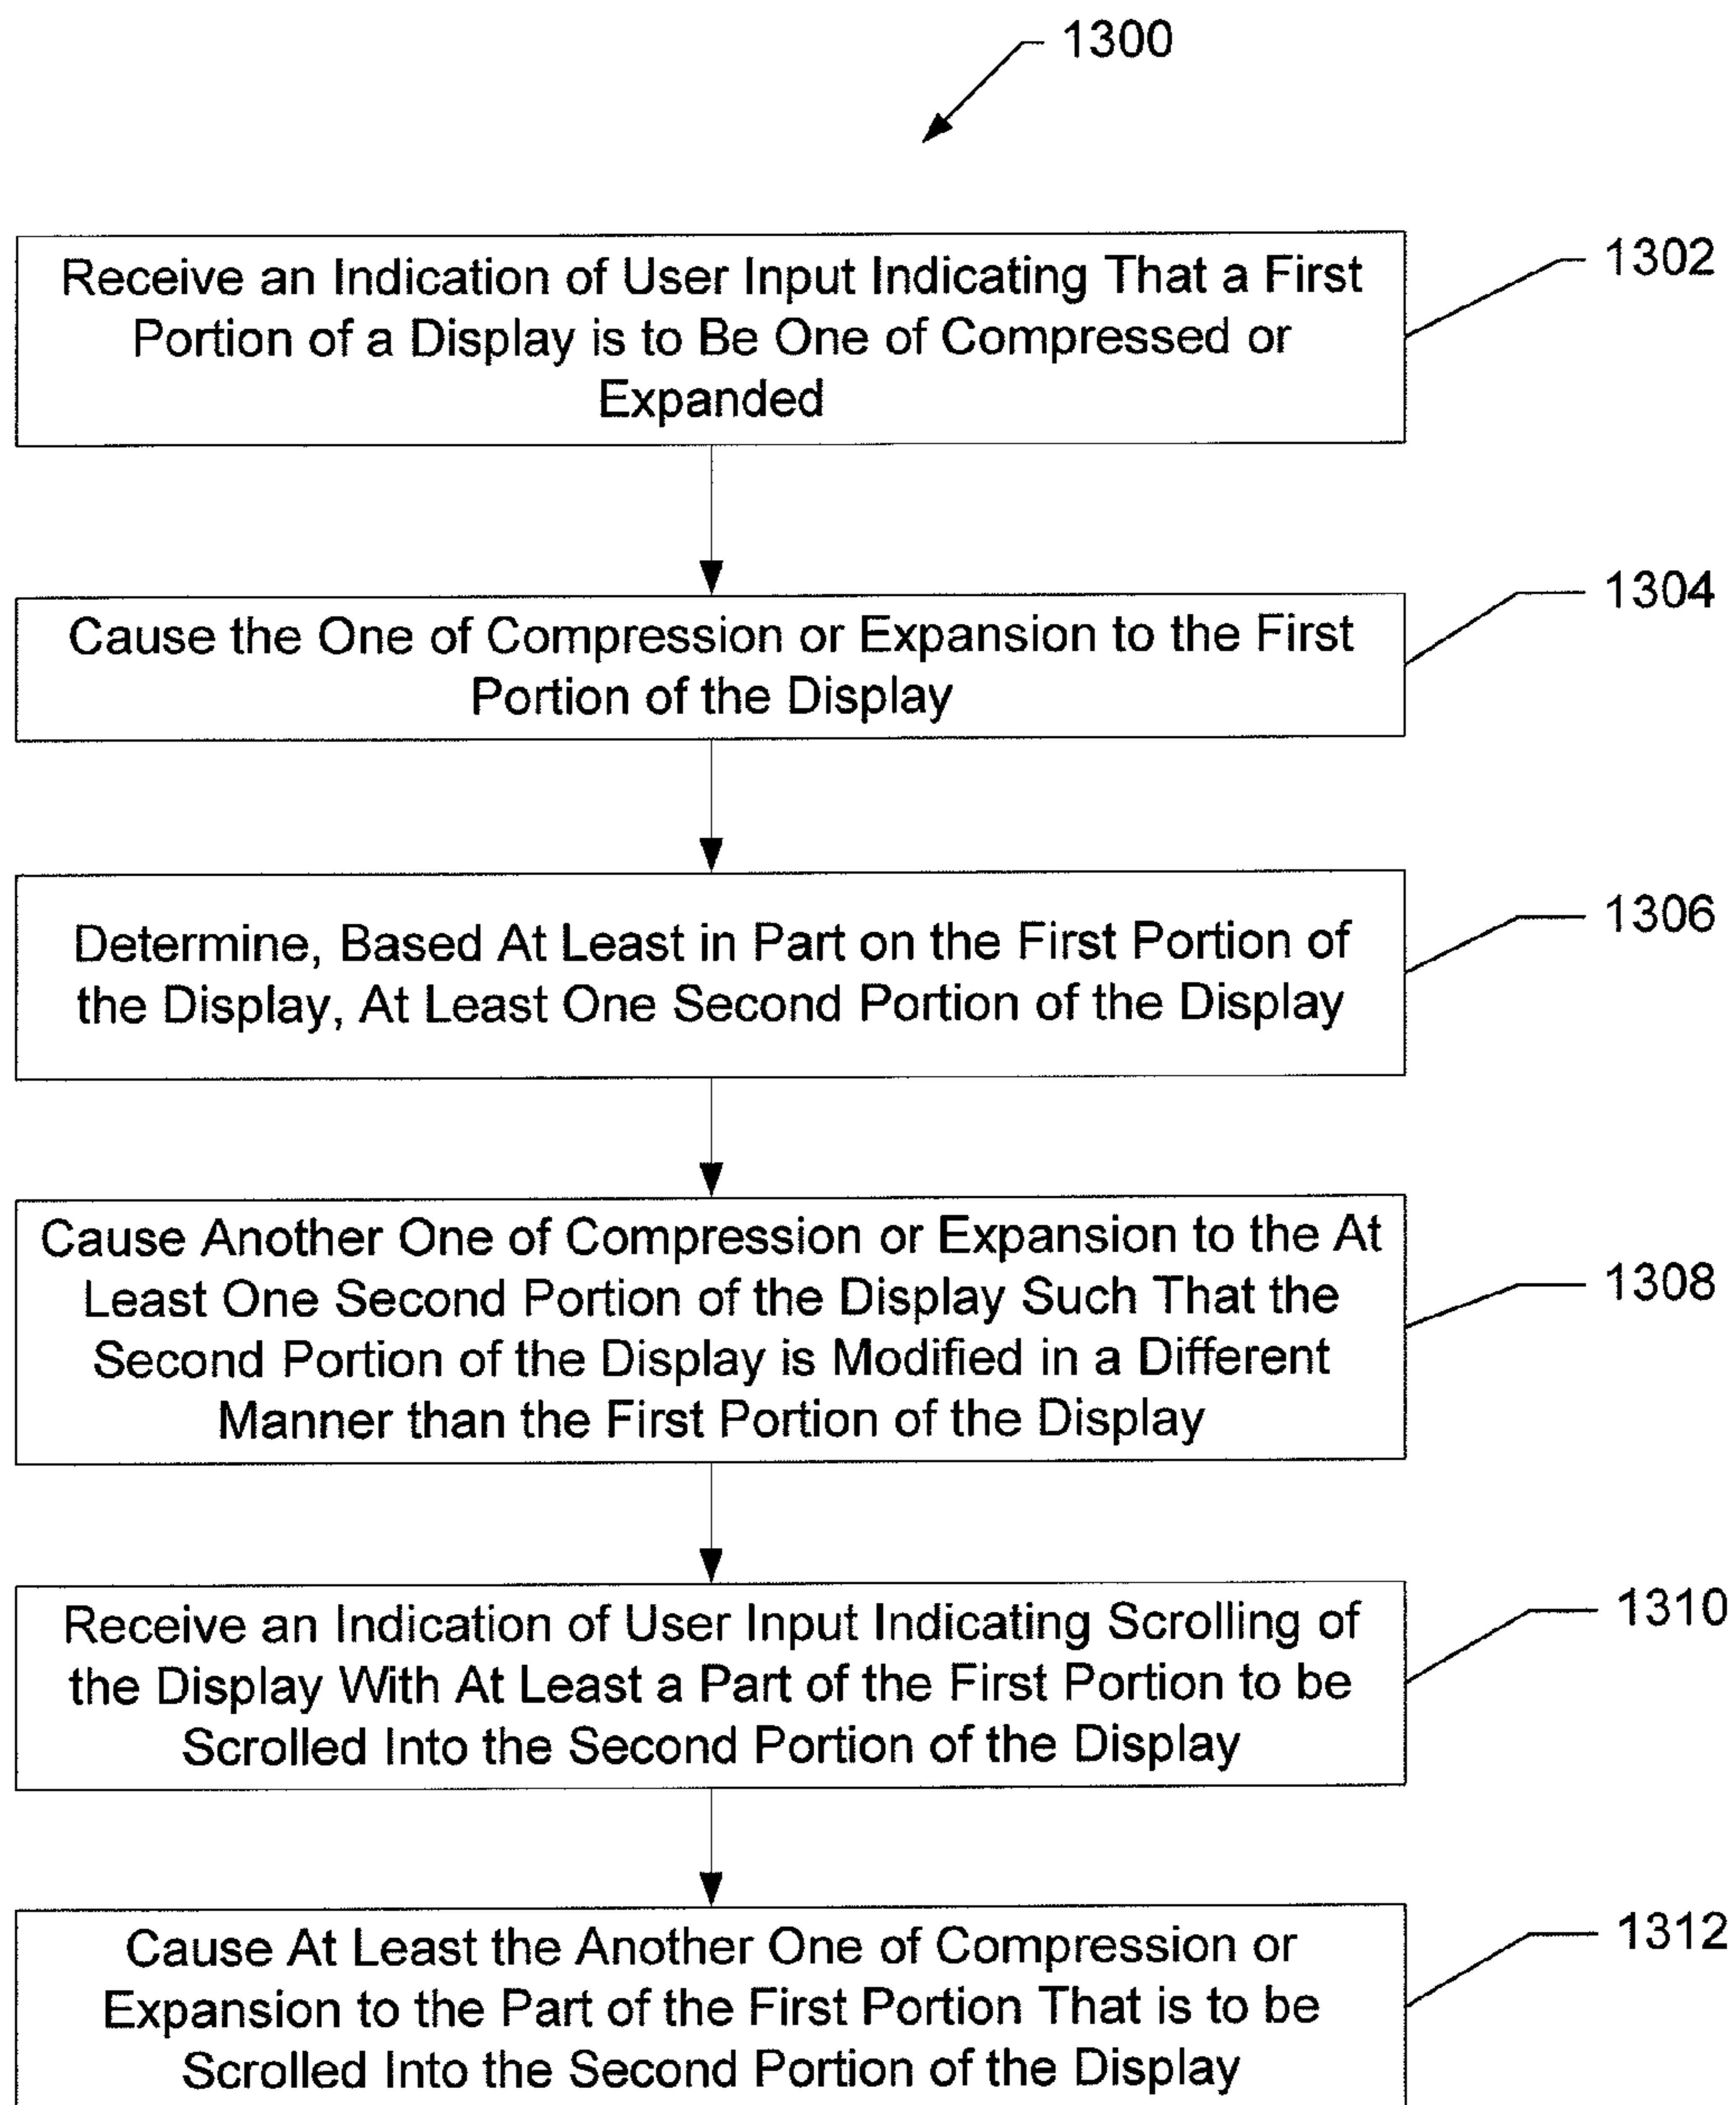 1300
Receive an Indication of User Input Indicating That a First
Portion of a Display is to Be One of Compressed or
Expanded
1302
Cause the One of Compression or Expansion to the First
Portion of the Display
1304
Determine, Based At Least in Part on the First Portion of
the Display, At Least One Second Portion of the Display
1306
Cause Another One of Compression or Expansion to the At
Least One Second Portion of the Display Such That the
Second Portion of the Display is Modified in a Different
Manner than the First Portion of the Display
1308
Receive an Indication of User Input Indicating Scrolling of
the Display With At Least a Part of the First Portion to be
Scrolled Into the Second Portion of the Display
1310
Cause At Least the Another One of Compression or
Expansion to the Part of the First Portion That is to be
Scrolled Into the Second Portion of the Display
1312